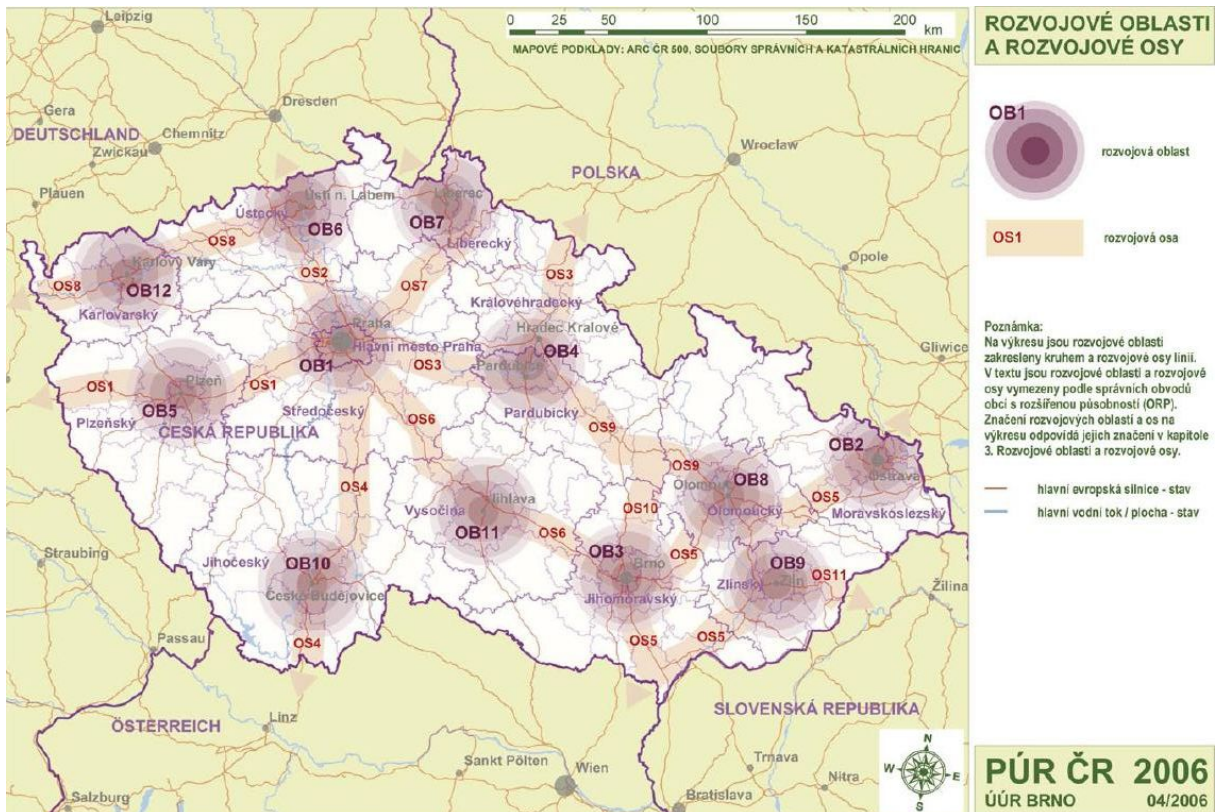 Leipzig
0 25 50 100 150 200
km
MAPOVÉ PODKLADY: ARC ČR 500, SOUBORY SPRÁVNÍCH A KATASTRÁLNÍCH HRANIC
Dresden
Gera
DEUTSCHLAND
Chemnitz
Zwickau
Plauen
Wroclaw
POLSKA
Ústí n. Labem
Liberec
Ústecký
OB6
OB7
OS8
Liberecký
Karlovy Vary
OS2
OS7
OS3
Opole
OS8
OB12
Karlovarský
Královéhradecký
Praha
Hradec Králové
Hlavní město Praha
OB4
Gliwice
OB1
OS3
Pardubice
OS1
Plzeň
OS1
OB5
Středočeský
OS6
Pardubický
Plzeňský
ČESKÁ REPUBLIKA
OS9
OB2
OS9
Ostrava
OS4
Olomouc
OB8
Jihlava
OS5
Vysočina
OS10
Olomoucký
Moravskoslezský
OB11
OS6
Straubing
Jihočeský
OB10
OB3
OS5
OB9
Brno
Zlínský
Zlín
OS11
České Budějovice
Jihomoravský
Žilina
Passau
OS4
OS5
OS5
ÖSTERREICH
Linz
SLOVENSKÁ REPUBLIKA
N
W E
S
Sankt Pölten
Wien
Trnava
Nitra
Salzburg
Bratislava
ROZVOJOVÉ OBLASTI
A ROZVOJOVÉ OSY
OB1
rozvojová oblast
OS1
rozvojová osa
Poznámka:
Na výkresu jsou rozvojové oblasti
zakresleny kruhem a rozvojové osy linií.
V textu jsou rozvojové oblasti a rozvojové
osy vymezeny podle správních obvodů
obcí s rozšířenou působností (ORP).
Značení rozvojových oblastí a os na
výkresu odpovídá jejich značení v kapitole
3. Rozvojové oblasti a rozvojové osy.
hlavní evropská silnice - stav
hlavní vodní tok / plocha - stav
PÚR ČR 2006
ÚÚR BRNO 04/2006